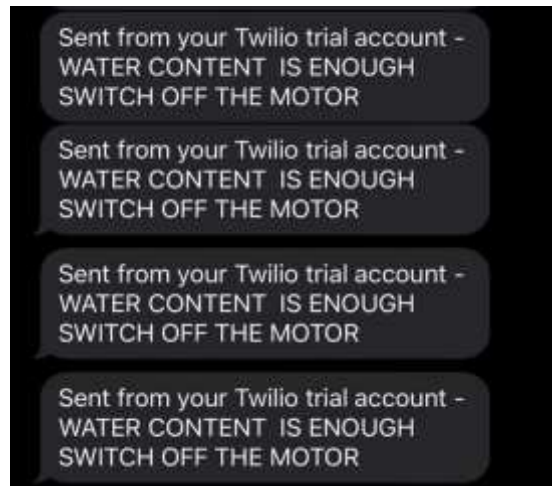 Sent from your Twilio trial account -
WATER CONTENT  IS ENOUGH
SWITCH OFF THE MOTOR
Sent from your Twilio trial account -
WATER CONTENT  IS ENOUGH
SWITCH OFF THE MOTOR
Sent from your Twilio trial account -
WATER CONTENT  IS ENOUGH
SWITCH OFF THE MOTOR
Sent from your Twilio trial account -
WATER CONTENT  IS ENOUGH
SWITCH OFF THE MOTOR